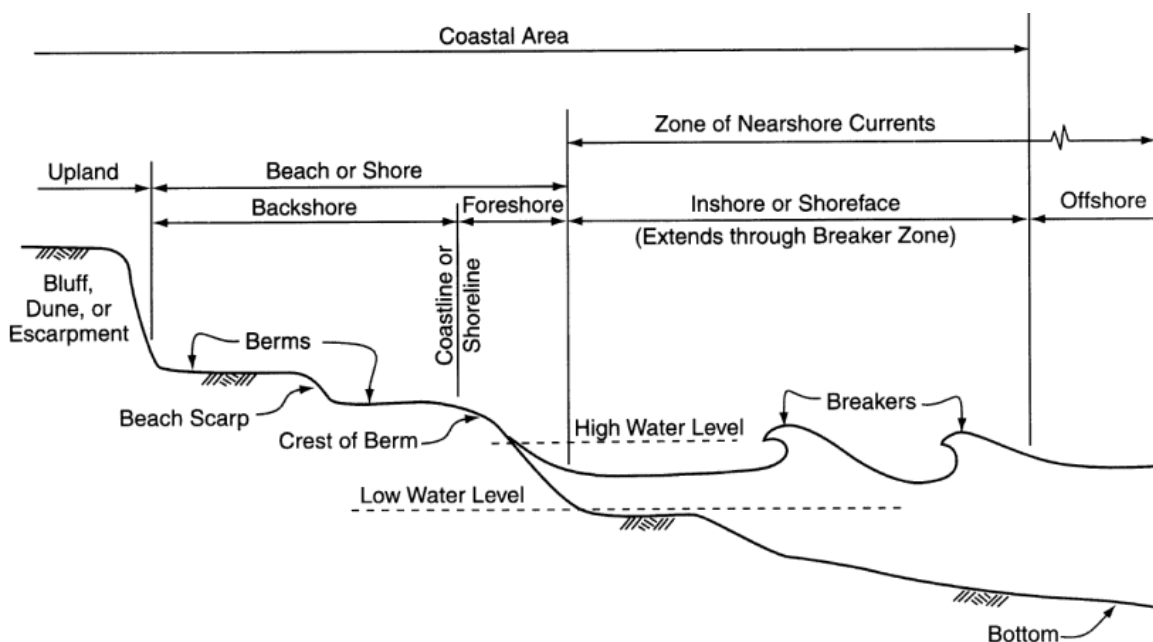 Coastal Area
Zone of Nearshore Currents
Upland
Beach or Shore
Backshore
Foreshore
Inshore or Shoreface
(Extends through Breaker Zone)
Offshore
Bluff,
Dune, or
Escarpment
Coastline or
Shoreline
Berms
Beach Scarp
Crest of Berm
High Water Level
Breakers
Low Water Level
Bottom